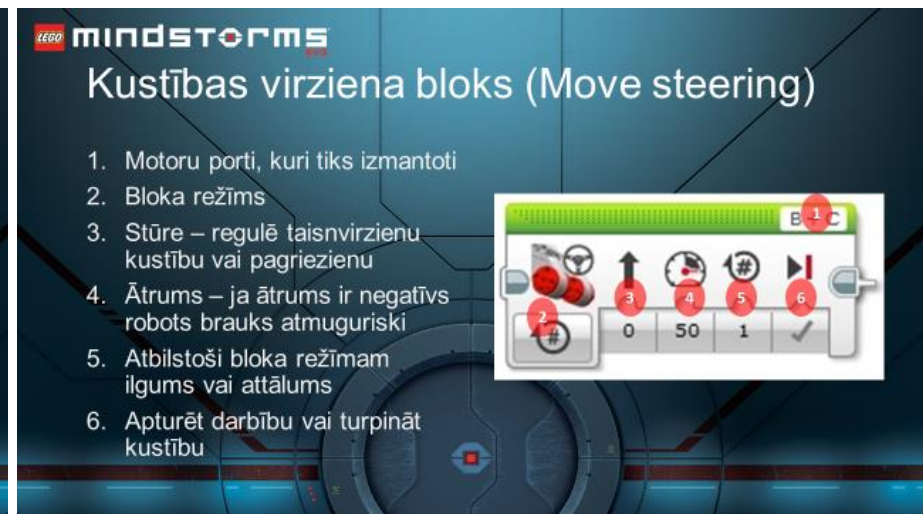 LEGO mindstorms
EV3
Kustības virziena bloks (Move steering)
1. Motoru porti, kuri tiks izmantoti
2. Bloka režīms
3. Stūre – regulē taisnvirzienu
kustību vai pagriezienu
4. Ātrums – ja ātrums ir negatīvs
robots brauks atmuguriski
5. Atbilstoši bloka režīmam
ilgums vai attālums
6. Apturēt darbību vai turpināt
kustību
B + C
1
#
3
4
5
6
2
#
0
50
1